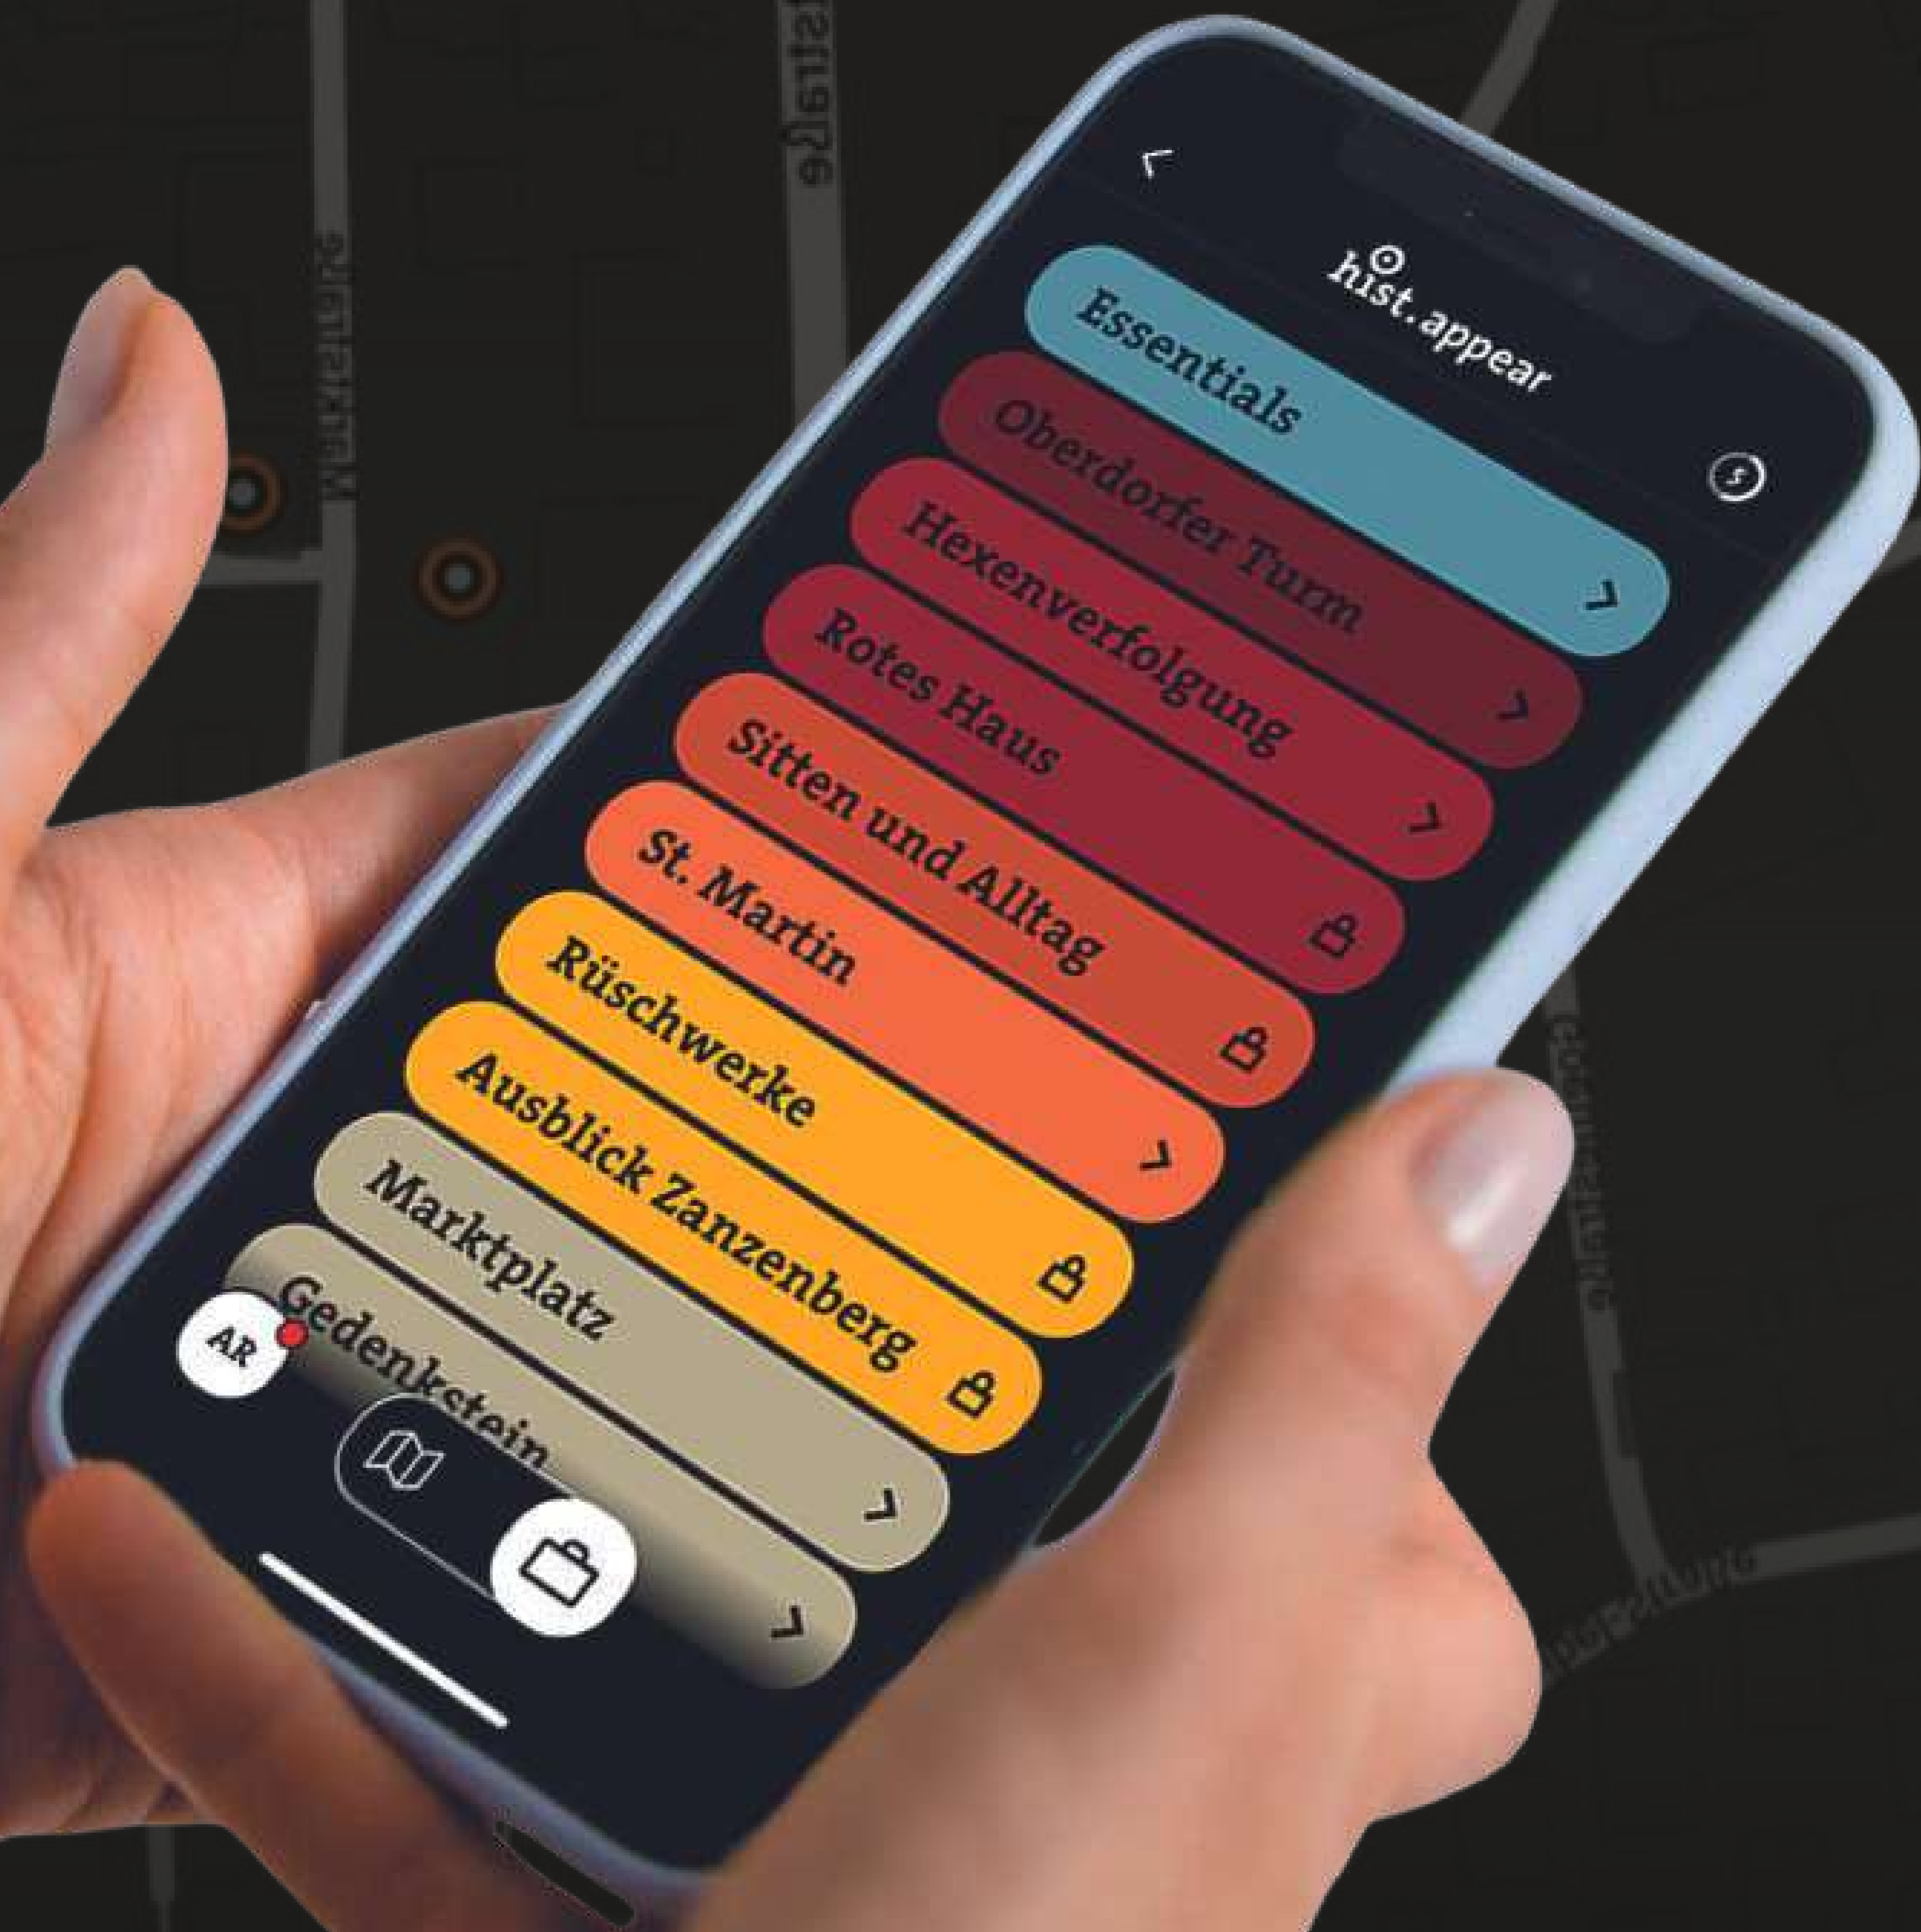 hist.appear
5
Essentials
Oberdorfer Turm
Hexenverfolgung
Rotes Haus
Sitten und Alltag
St. Martin
Rüschwerke
Ausblick Zanzenberg
Marktplatz
Gedenkstein
AR